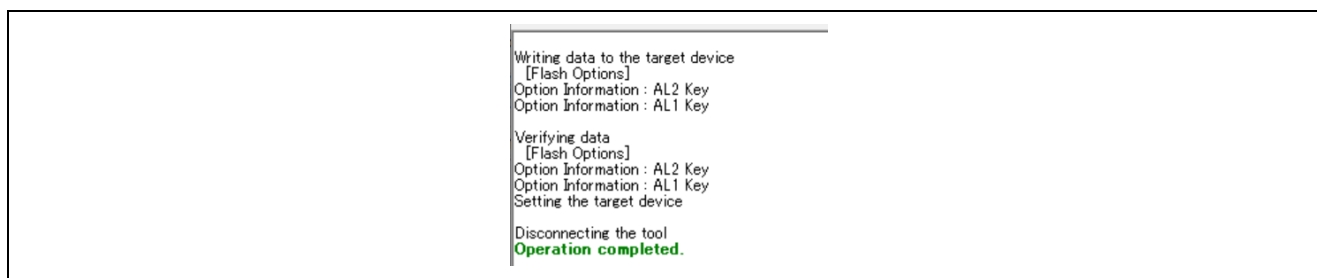 Writing data to the target device
[Flash Options]
Option Information : AL2 Key
Option Information : AL1 Key
Verifying data
[Flash Options]
Option Information : AL2 Key
Option Information : AL1 Key
Setting the target device
Disconnecting the tool
Operation completed.